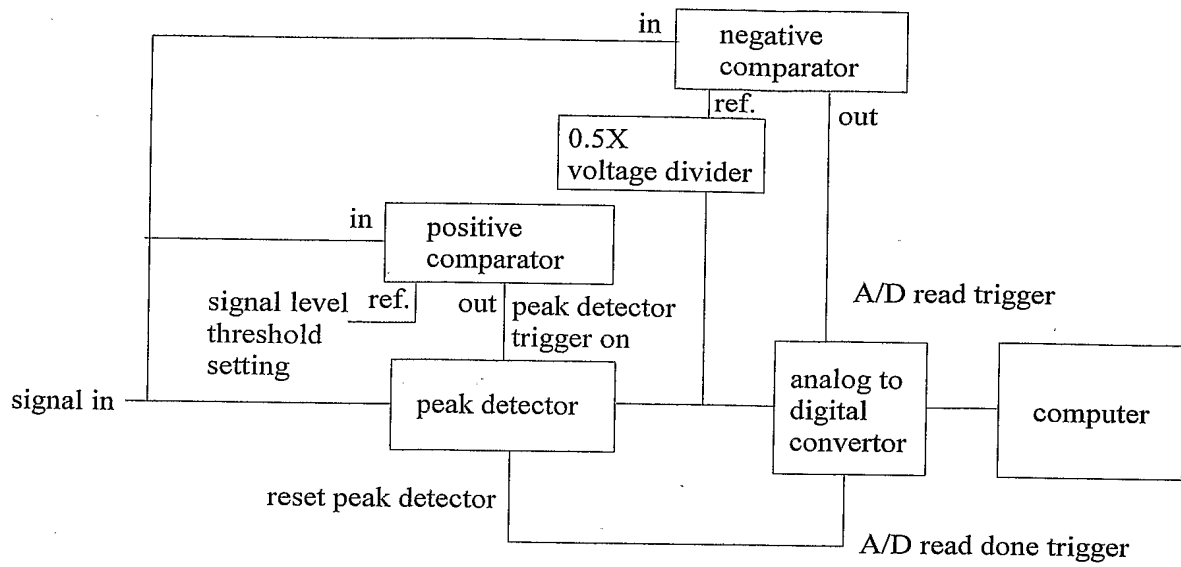 in
negative
comparator
ref.
out
0.5X
voltage divider
in
positive
comparator
signal level
threshold
setting
ref.
out
peak detector
trigger on
A/D read trigger
signal in
peak detector
analog to
digital
convertor
computer
reset peak detector
A/D read done trigger